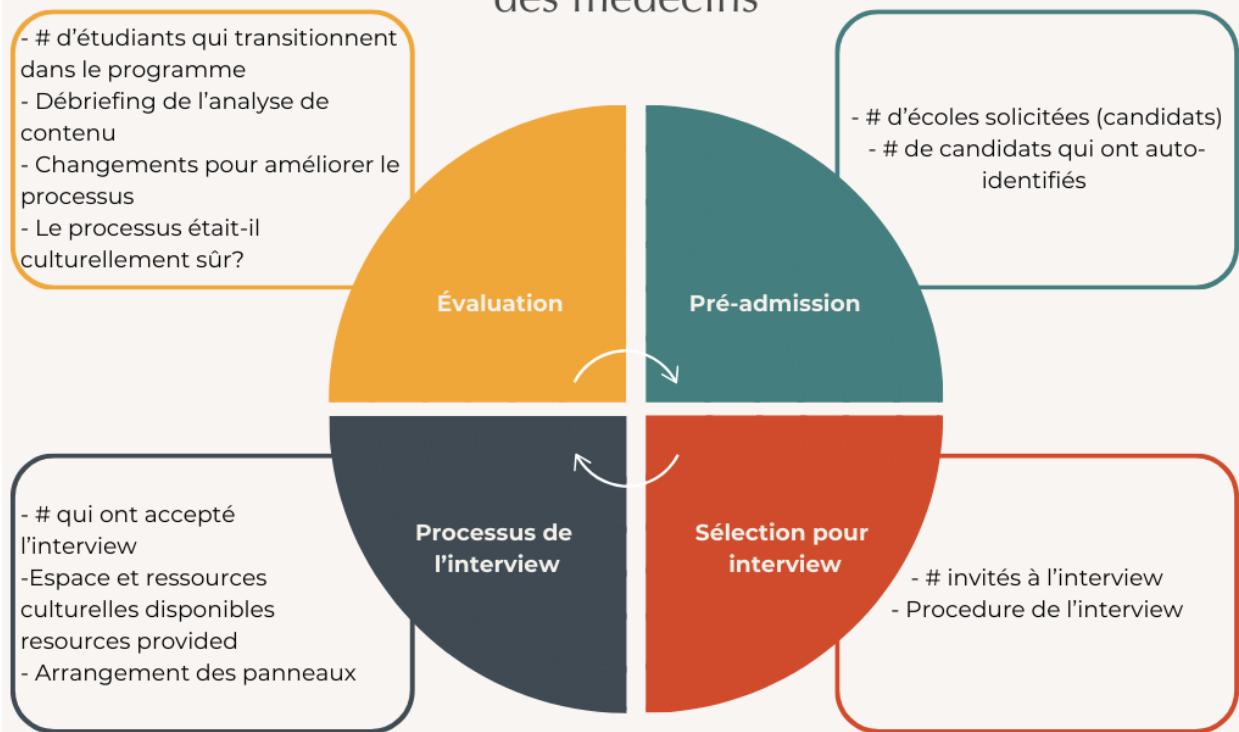 des médecins
- # d'étudiants qui transitionnent
dans le programme
- Débriefing de l'analyse de
contenu
- Changements pour améliorer le
processus
- Le processus était-il
culturellement sûr?
- # d'écoles solicitées (candidats)
- # de candidats qui ont auto-
identifiés
Évaluation
Pré-admission
Processus de
l'interview
Sélection pour
interview
- # qui ont accepté
l'interview
-Espace et ressources
culturelles disponibles
resources provided
- Arrangement des panneaux
- # invités à l'interview
- Procedure de l'interview